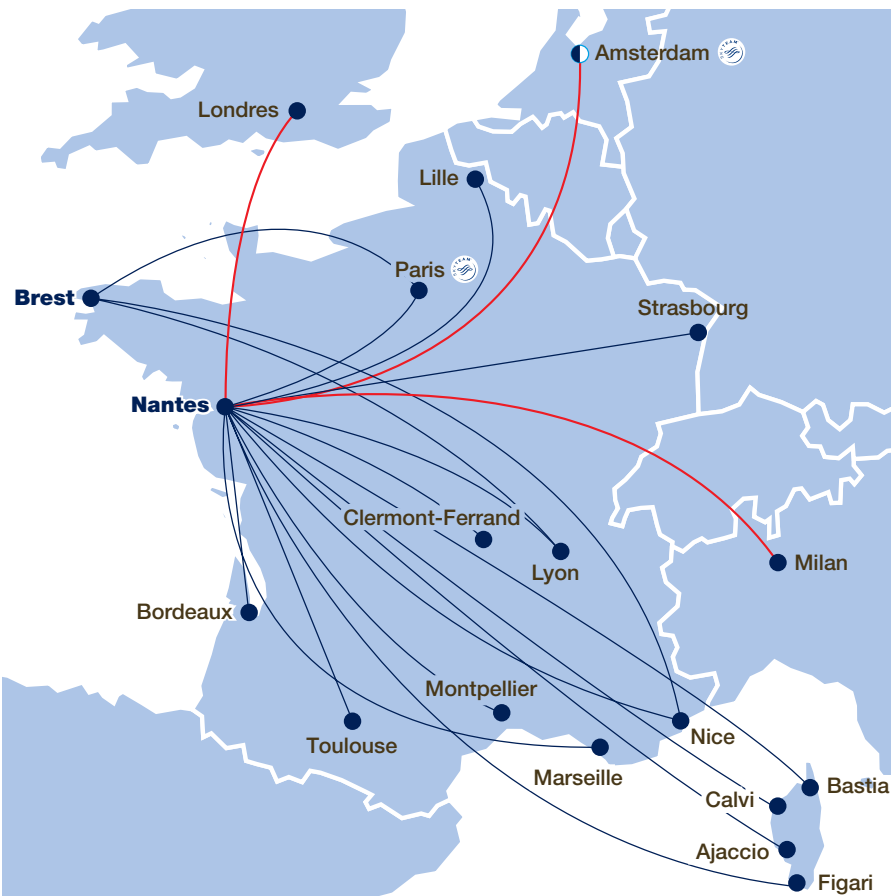 Amsterdam
Londres
Lille
Paris
Brest
Strasbourg
Nantes
Clermont-Ferrand
Lyon
Milan
Bordeaux
Montpellier
Toulouse
Nice
Marseille
Bastia
Calvi
Ajaccio
Figari